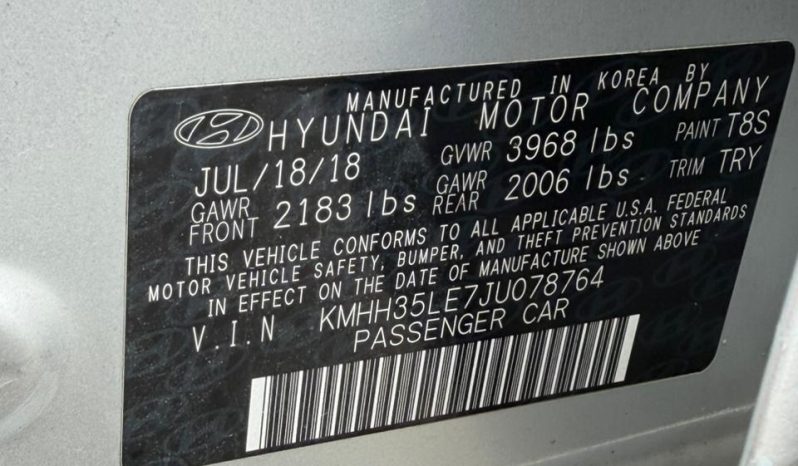 MANUFACTURED IN KOREA BY
HYUNDAI MOTOR COMPANY
JUL/18/18 GVWR 3968 lbs PAINT T8S
GAWR FRONT 2183 lbs GAWR REAR 2006 lbs TRIM TRY
THIS VEHICLE CONFORMS TO ALL APPLICABLE U.S.A. FEDERAL
MOTOR VEHICLE SAFETY, BUMPER, AND THEFT PREVENTION STANDARDS
IN EFFECT ON THE DATE OF MANUFACTURE SHOWN ABOVE
V.I.N KMHH35LE7JU078764
PASSENGER CAR